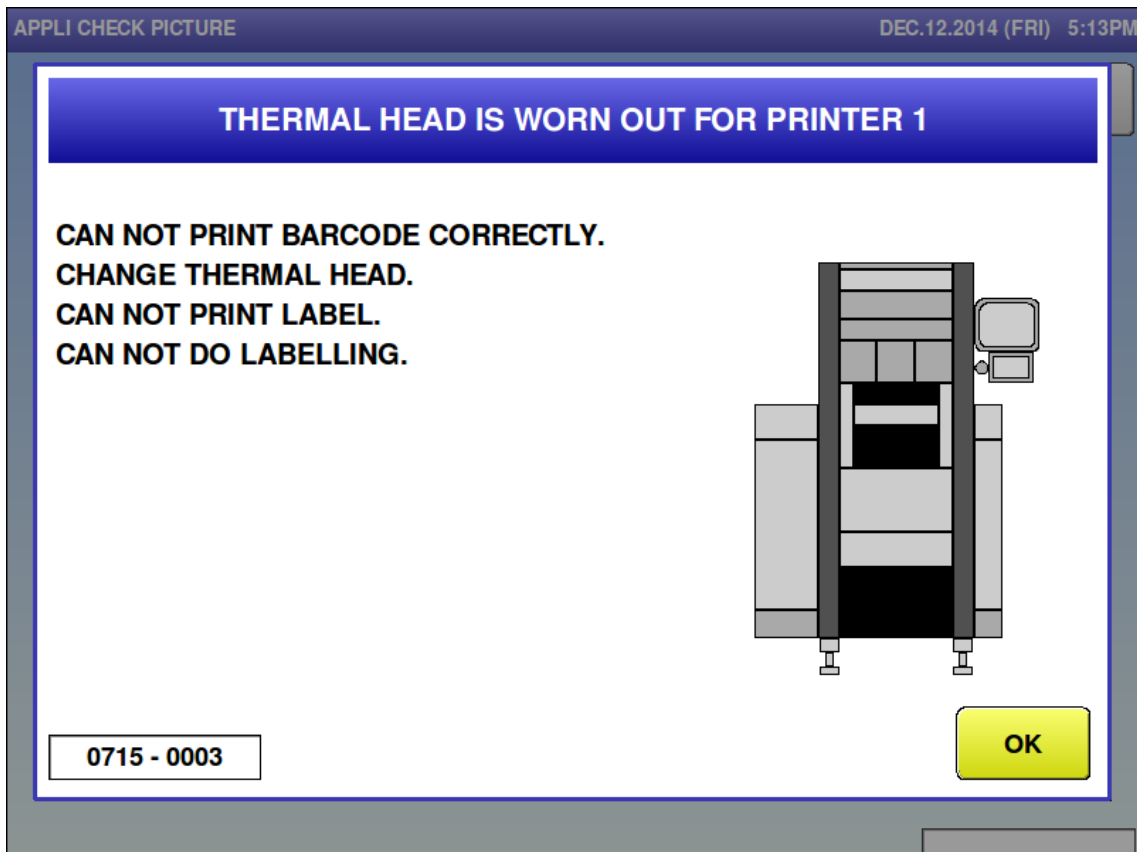 APPLI CHECK PICTURE
DEC.12.2014 (FRI) 5:13PM
THERMAL HEAD IS WORN OUT FOR PRINTER 1
CAN NOT PRINT BARCODE CORRECTLY.
CHANGE THERMAL HEAD.
CAN NOT PRINT LABEL.
CAN NOT DO LABELLING.
0715 - 0003
OK